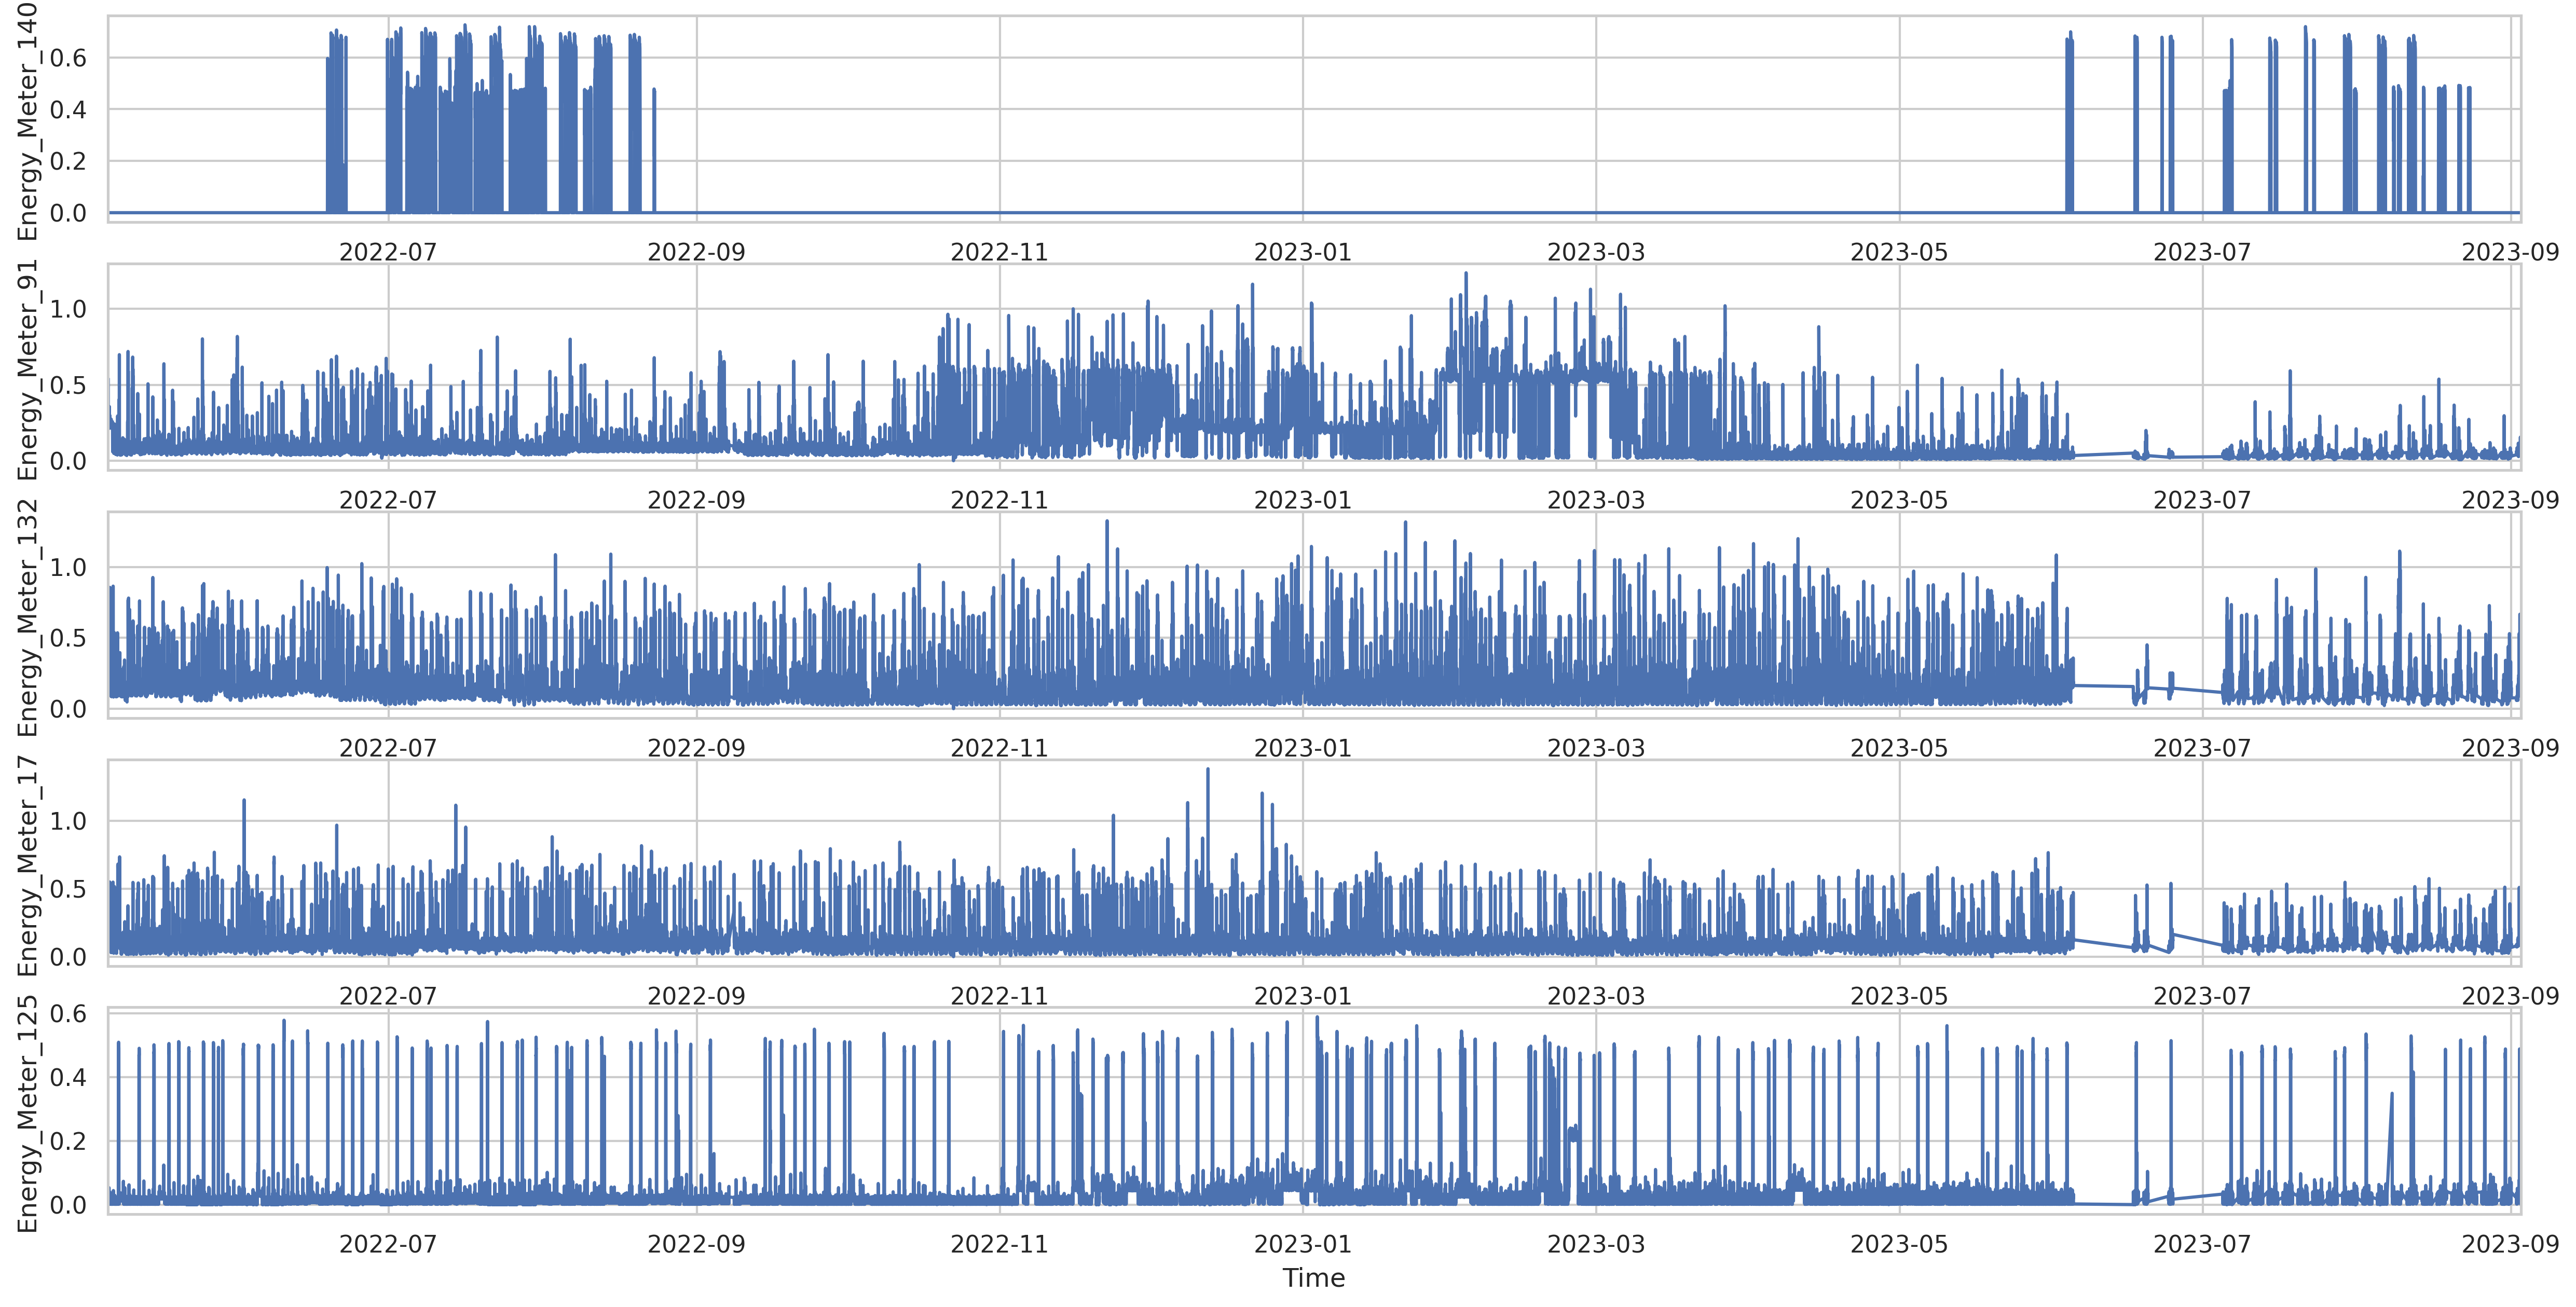 Energy_Meter_140
0.6
0.4
0.2
0.0
2022-07 2022-09 2022-11 2023-01 2023-03 2023-05 2023-07 2023-09
Energy_Meter_91
1.0
0.5
0.0
2022-07 2022-09 2022-11 2023-01 2023-03 2023-05 2023-07 2023-09
Energy_Meter_132
1.0
0.5
0.0
2022-07 2022-09 2022-11 2023-01 2023-03 2023-05 2023-07 2023-09
Energy_Meter_17
1.0
0.5
0.0
2022-07 2022-09 2022-11 2023-01 2023-03 2023-05 2023-07 2023-09
Energy_Meter_125
0.6
0.4
0.2
0.0
2022-07 2022-09 2022-11 2023-01 2023-03 2023-05 2023-07 2023-09
Time